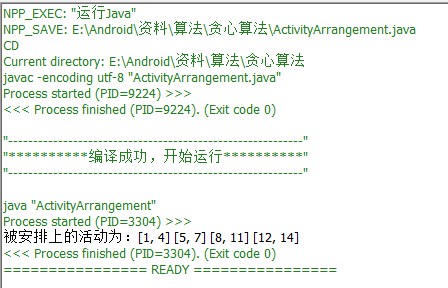 NPP_EXEC: "运行Java"
NPP_SAVE: E:\Android\资料\算法\贪心算法\ActivityArrangement.java
CD
Current directory: E:\Android\资料\算法\贪心算法
javac -encoding utf-8 "ActivityArrangement.java"
Process started (PID=9224) >>>
<<< Process finished (PID=9224). (Exit code 0)
"------------------------------------------------------------"
"**********编译成功，开始运行**********"
"------------------------------------------------------------"
java "ActivityArrangement"
Process started (PID=3304) >>>
被安排上的活动为：[1, 4] [5, 7] [8, 11] [12, 14]
<<< Process finished (PID=3304). (Exit code 0)
================ READY ================